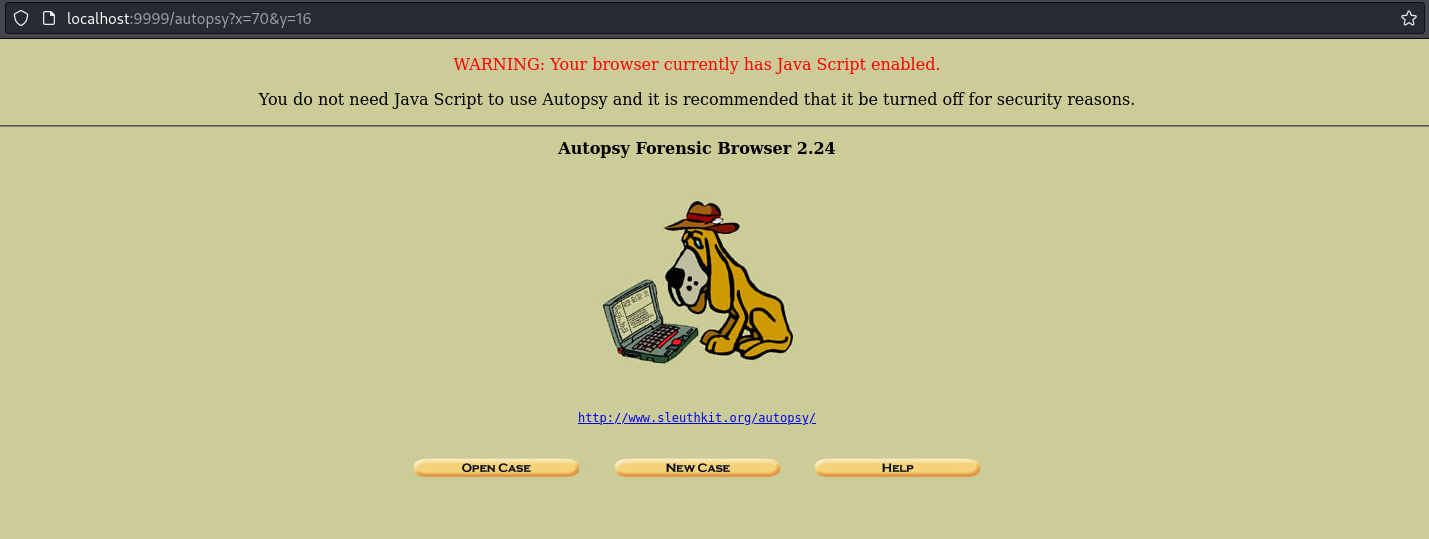 localhost:9999/autopsy?x=70&y=16
WARNING: Your browser currently has Java Script enabled.
You do not need Java Script to use Autopsy and it is recommended that it be turned off for security reasons.
Autopsy Forensic Browser 2.24
http://www.sleuthkit.org/autopsy/
OPEN CASE NEW CASE HELP